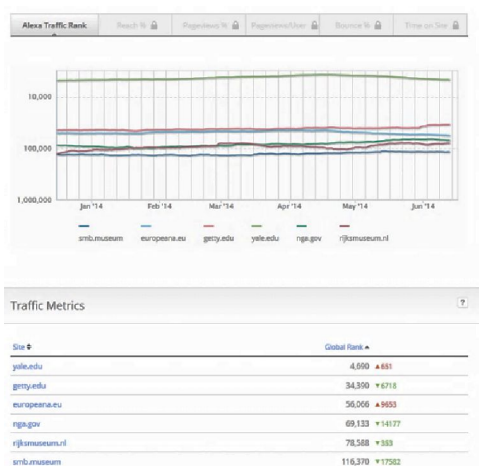 Alexa Traffic Rank Reach % Pageviews % Pageviews/User Bounce % Time on Site
10,000
100,000
1,000,000
Jan '14 Feb '14 Mar '14 Apr '14 May '14 Jun '14
smb.museum europeana.eu getty.edu yale.edu nga.gov rijksmuseum.nl
Traffic Metrics ?
Site Global Rank
yale.edu 4,690 ▲651
getty.edu 34,390 ▼6718
europeana.eu 56,066 ▲9653
nga.gov 69,133 ▼14177
rijksmuseum.nl 78,588 ▼353
smb.museum 116,370 ▼17582